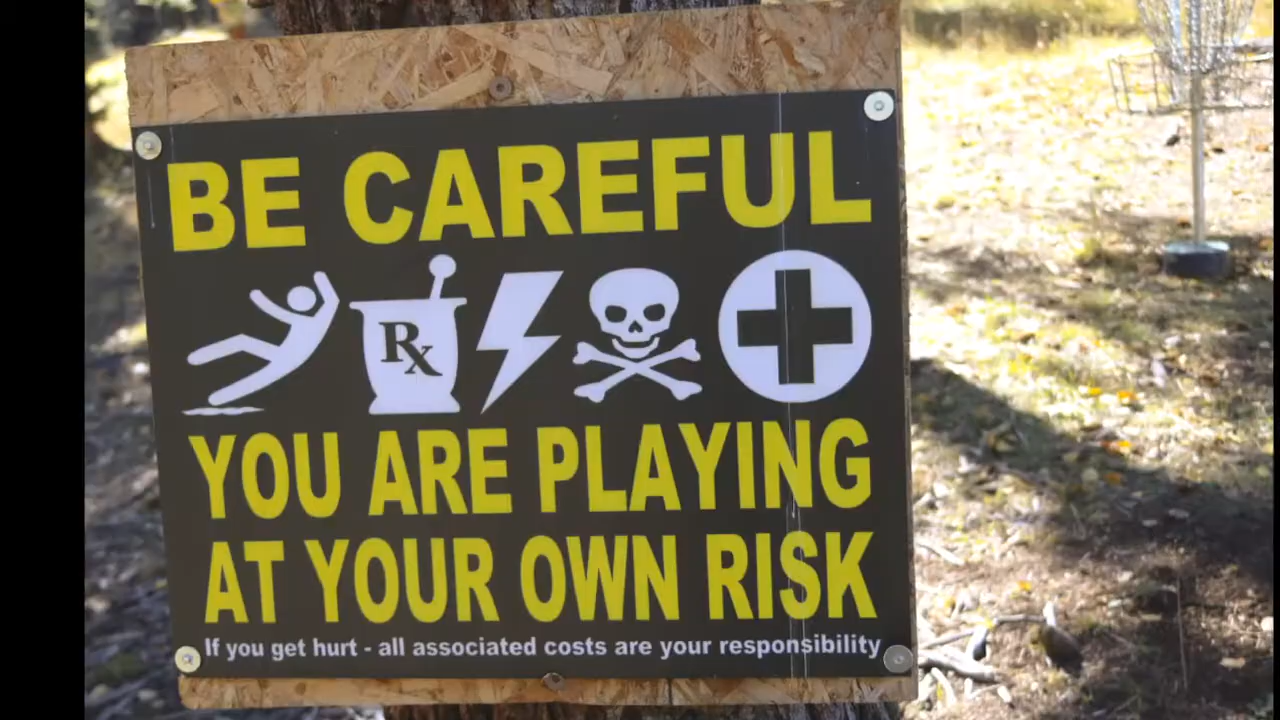 BE CAREFUL
Rx
YOU ARE PLAYING
AT YOUR OWN RISK
If you get hurt - all associated costs are your responsibility